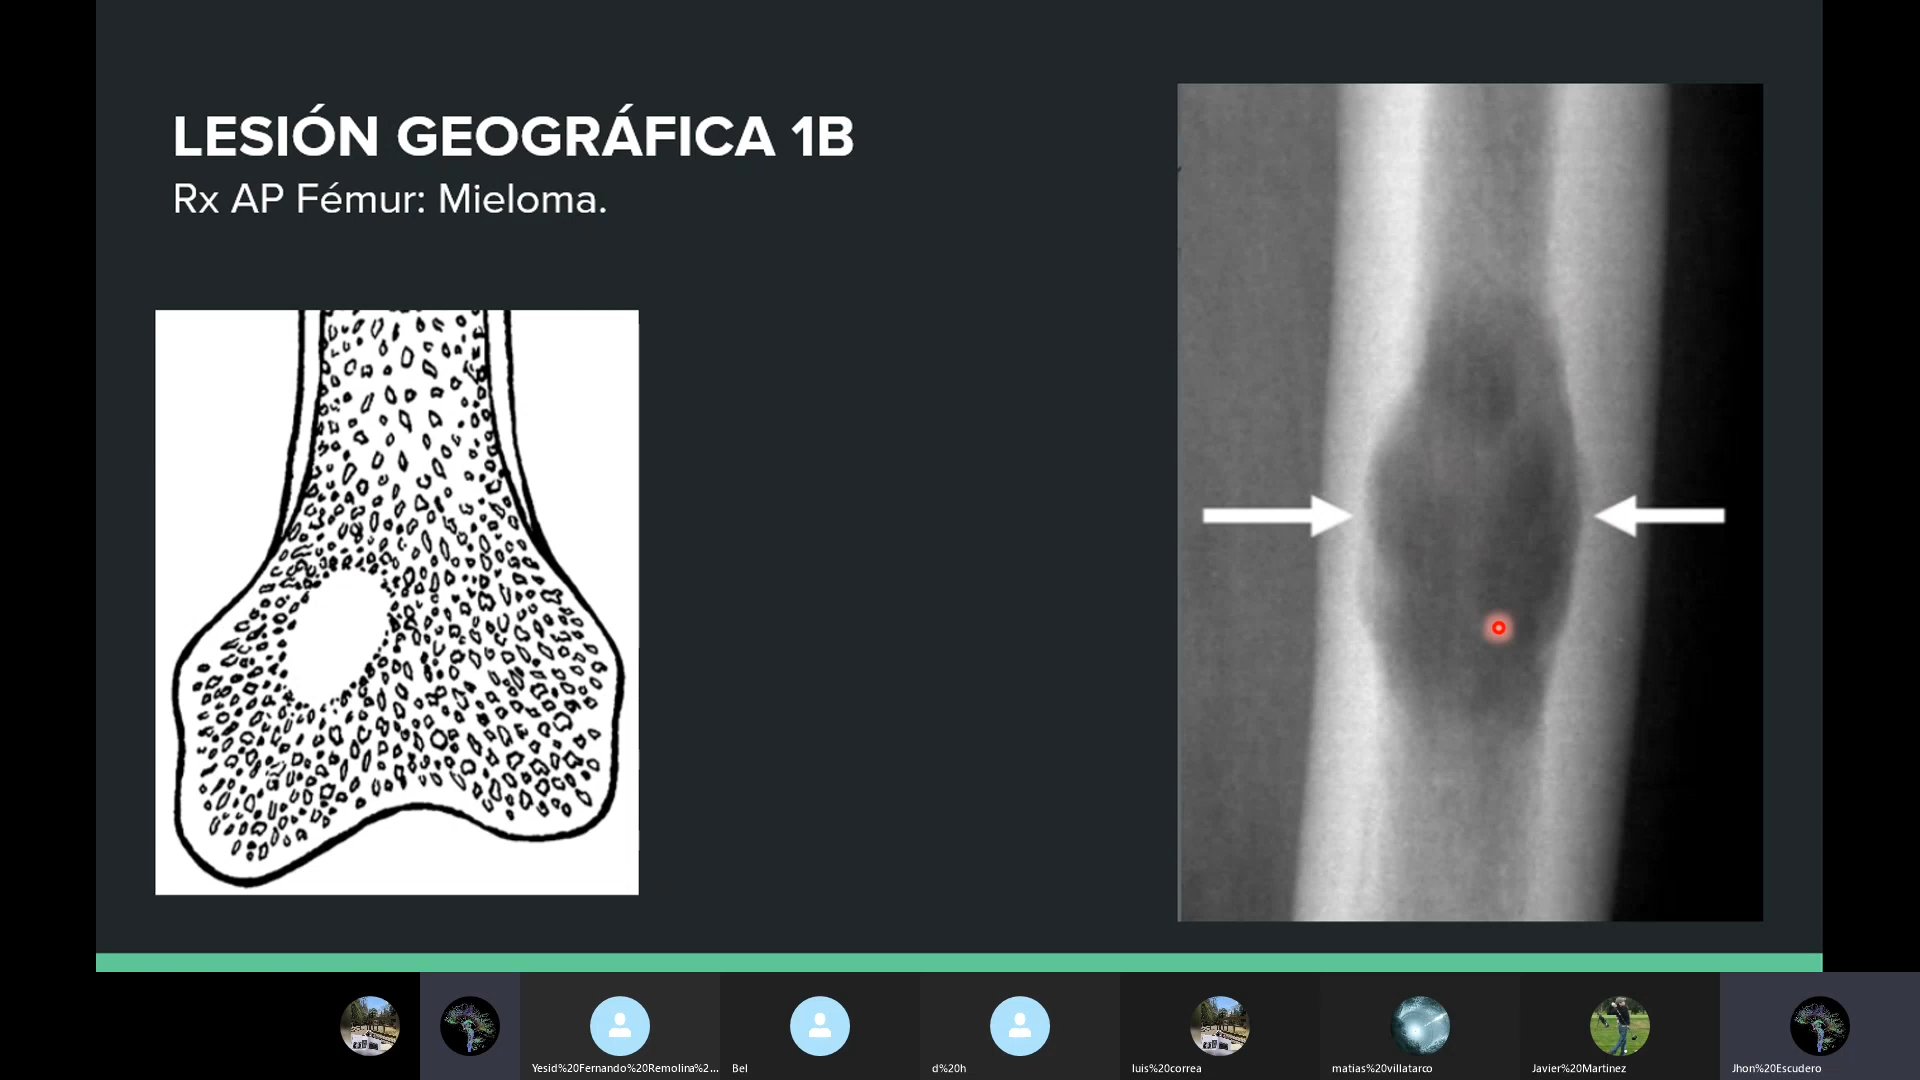 LESIÓN GEOGRÁFICA 1B
Rx AP Fémur: Mieloma.
Yesid%20Fernando%20Remolina%2...
Bel
d%20h
luis%20correa
matias%20villatarco
Javier%20Martinez
Jhon%20Escudero